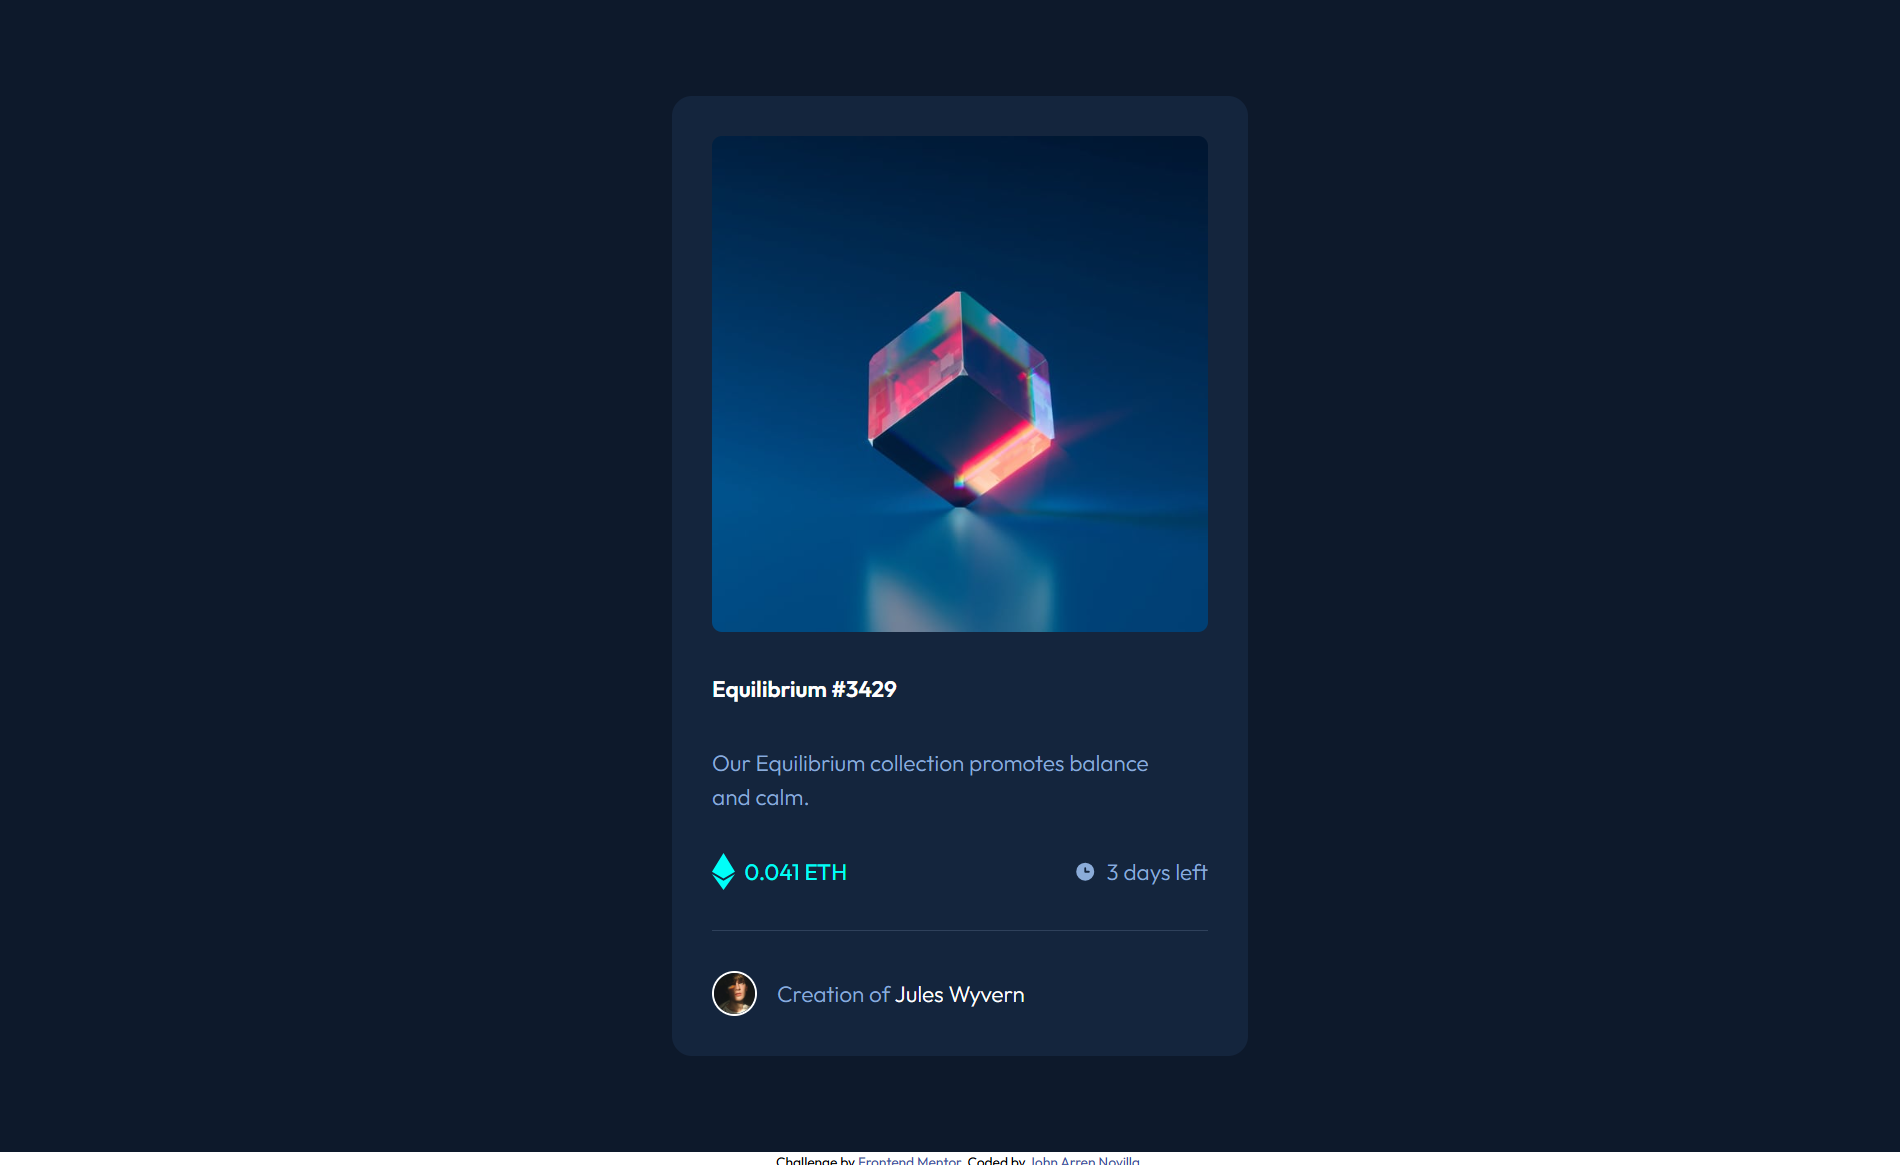 Equilibrium #3429
Our Equilibrium collection promotes balance
and calm.
0.041 ETH
3 days left
Creation of Jules Wyvern
Challenge by Frontend Mentor. Coded by John Arren Novilla.